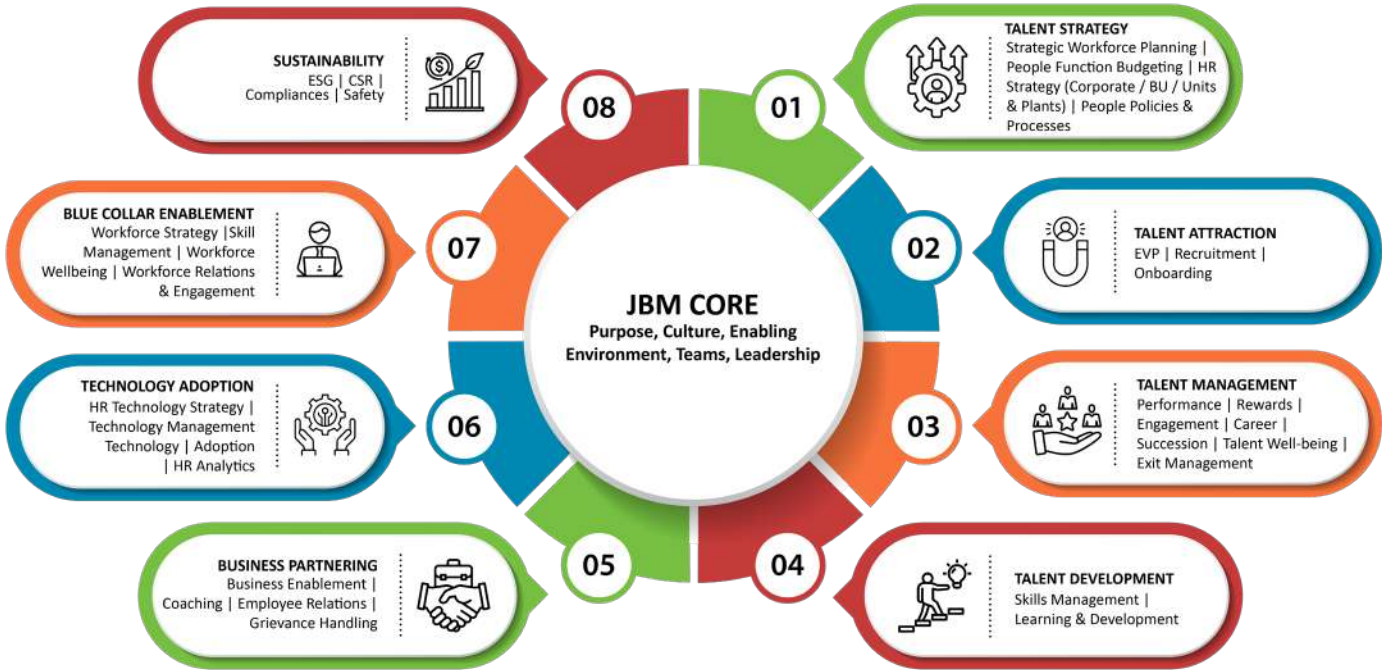 JBM CORE
Purpose, Culture, Enabling
Environment, Teams, Leadership
01
TALENT STRATEGY
Strategic Workforce Planning |
People Function Budgeting | HR
Strategy (Corporate / BU / Units
& Plants) | People Policies &
Processes
02
TALENT ATTRACTION
EVP | Recruitment |
Onboarding
03
TALENT MANAGEMENT
Performance | Rewards |
Engagement | Career |
Succession | Talent Well-being |
Exit Management
04
TALENT DEVELOPMENT
Skills Management |
Learning & Development
05
BUSINESS PARTNERING
Business Enablement |
Coaching | Employee Relations |
Grievance Handling
06
TECHNOLOGY ADOPTION
HR Technology Strategy |
Technology Management
Technology | Adoption
| HR Analytics
07
BLUE COLLAR ENABLEMENT
Workforce Strategy |Skill
Management | Workforce
Wellbeing | Workforce Relations
& Engagement
08
SUSTAINABILITY
ESG | CSR |
Compliances | Safety
$